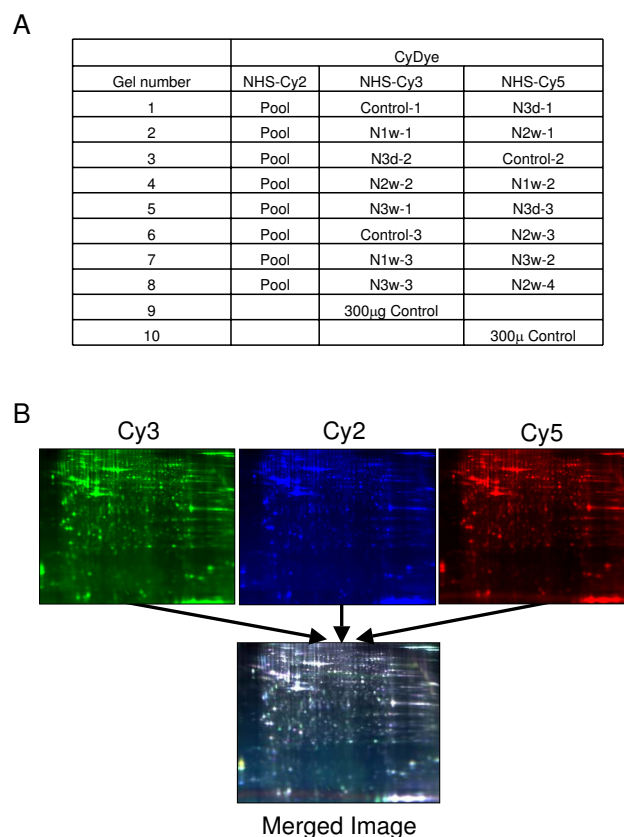 A
CyDye
Gel number NHS-Cy2 NHS-Cy3 NHS-Cy5
1 Pool Control-1 N3d-1
2 Pool N1w-1 N2w-1
3 Pool N3d-2 Control-2
4 Pool N2w-2 N1w-2
5 Pool N3w-1 N3d-3
6 Pool Control-3 N2w-3
7 Pool N1w-3 N3w-2
8 Pool N3w-3 N2w-4
9 300μg Control
10 300μ Control
B
Cy3 Cy2 Cy5
Merged Image